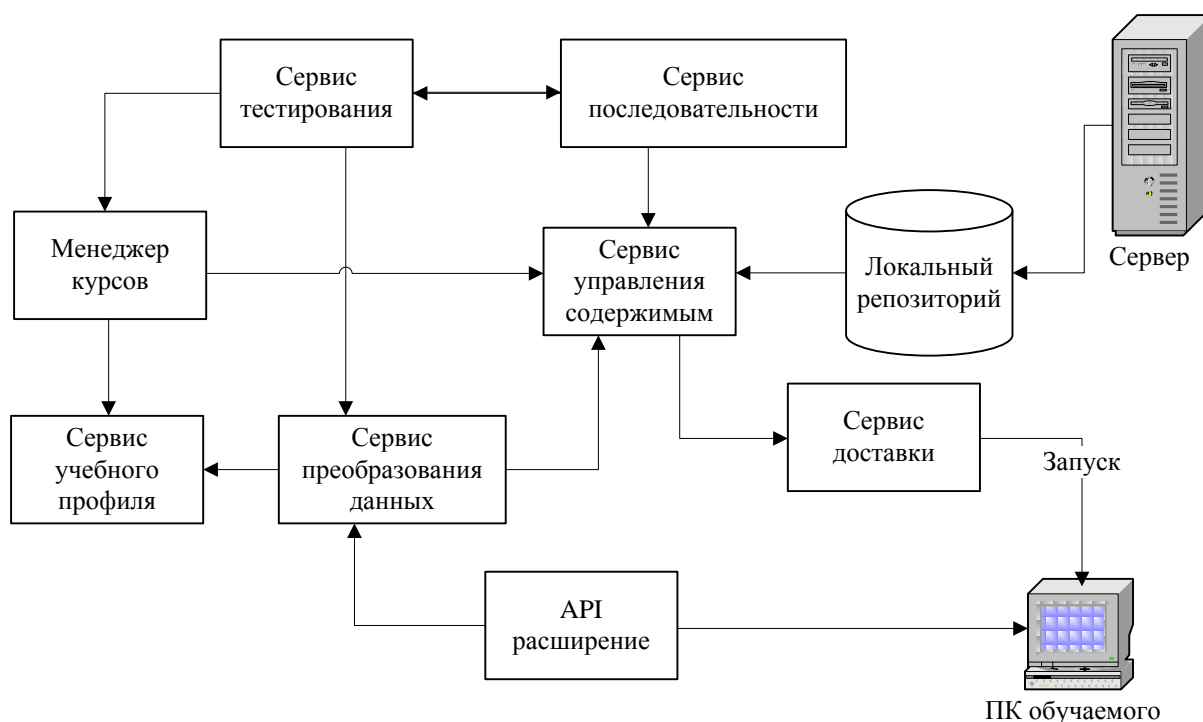 Сервис
тестирования
Сервис
последовательности
Сервер
Менеджер
курсов
Сервис
управления
содержимым
Локальный
репозиторий
Сервис
учебного
профиля
Сервис
преобразования
данных
Сервис
доставки
Запуск
API
расширение
ПК обучаемого